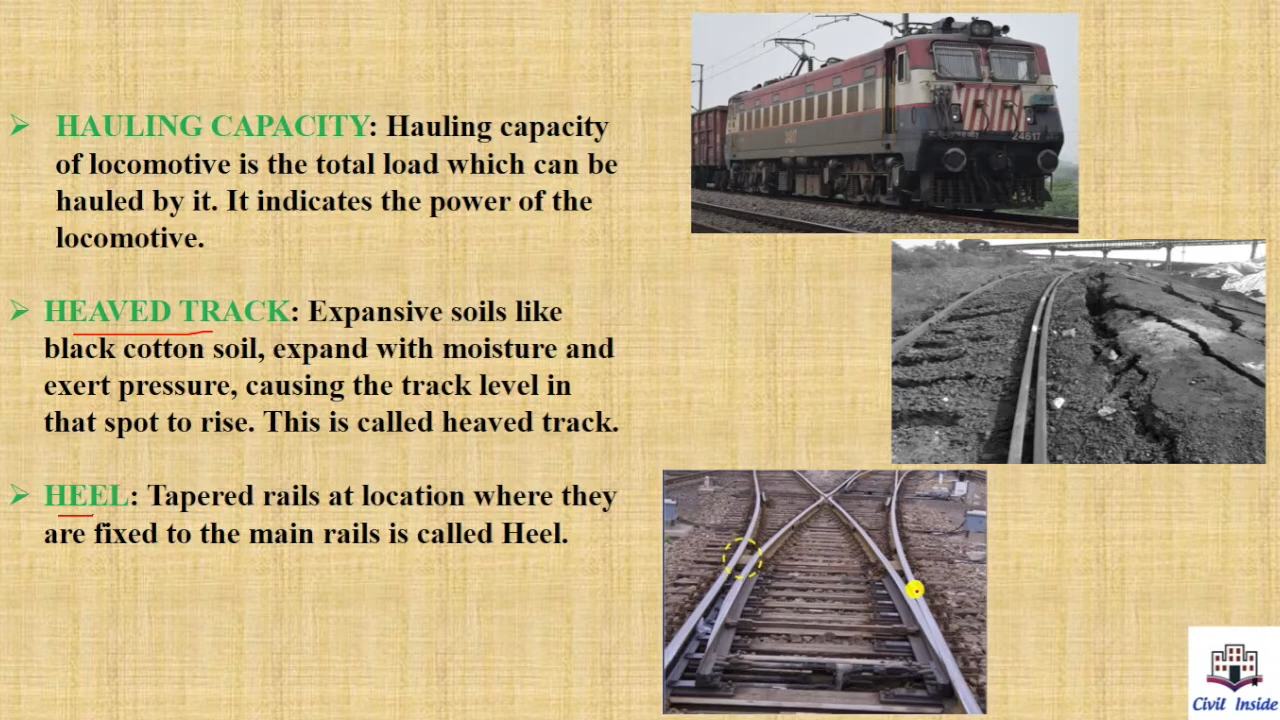 HAULING CAPACITY: Hauling capacity
of locomotive is the total load which can be
hauled by it. It indicates the power of the
locomotive.
HEAVED TRACK: Expansive soils like
black cotton soil, expand with moisture and
exert pressure, causing the track level in
that spot to rise. This is called heaved track.
HEEL: Tapered rails at location where they
are fixed to the main rails is called Heel.
24617
Civil Inside